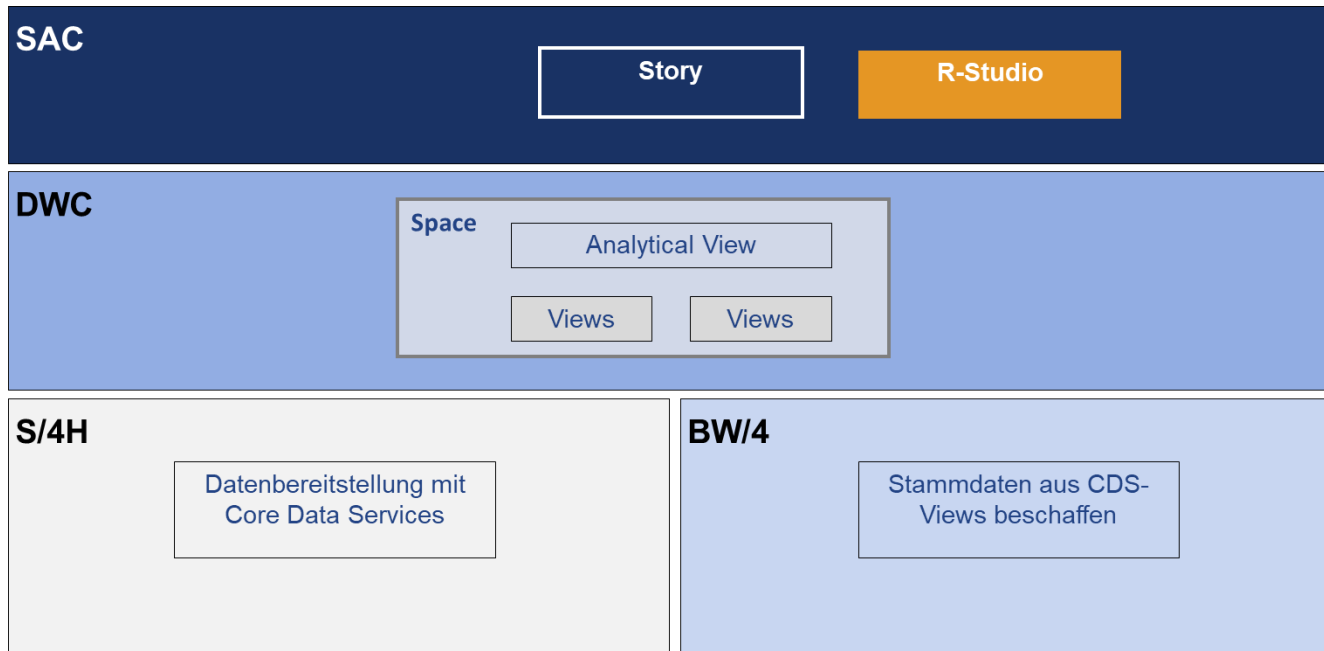 SAC
Story
R-Studio
DWC
Space
Analytical View
Views
Views
S/4H
Datenbereitstellung mit
Core Data Services
BW/4
Stammdaten aus CDS-
Views beschaffen